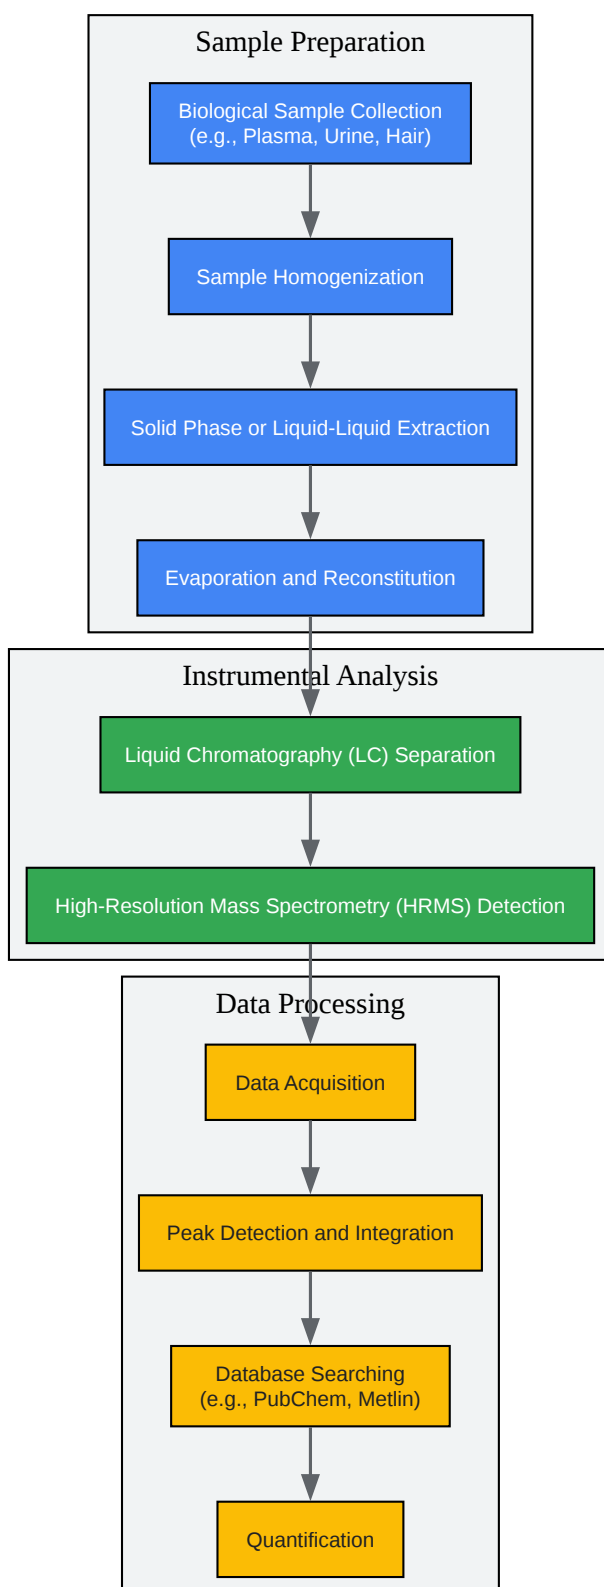 Sample Preparation
Biological Sample Collection
(e.g., Plasma, Urine, Hair)
Sample Homogenization
Solid Phase or Liquid-Liquid Extraction
Evaporation and Reconstitution
Instrumental Analysis
Liquid Chromatography (LC) Separation
High-Resolution Mass Spectrometry (HRMS) Detection
Data Processing
Data Acquisition
Peak Detection and Integration
Database Searching
(e.g., PubChem, Metlin)
Quantification